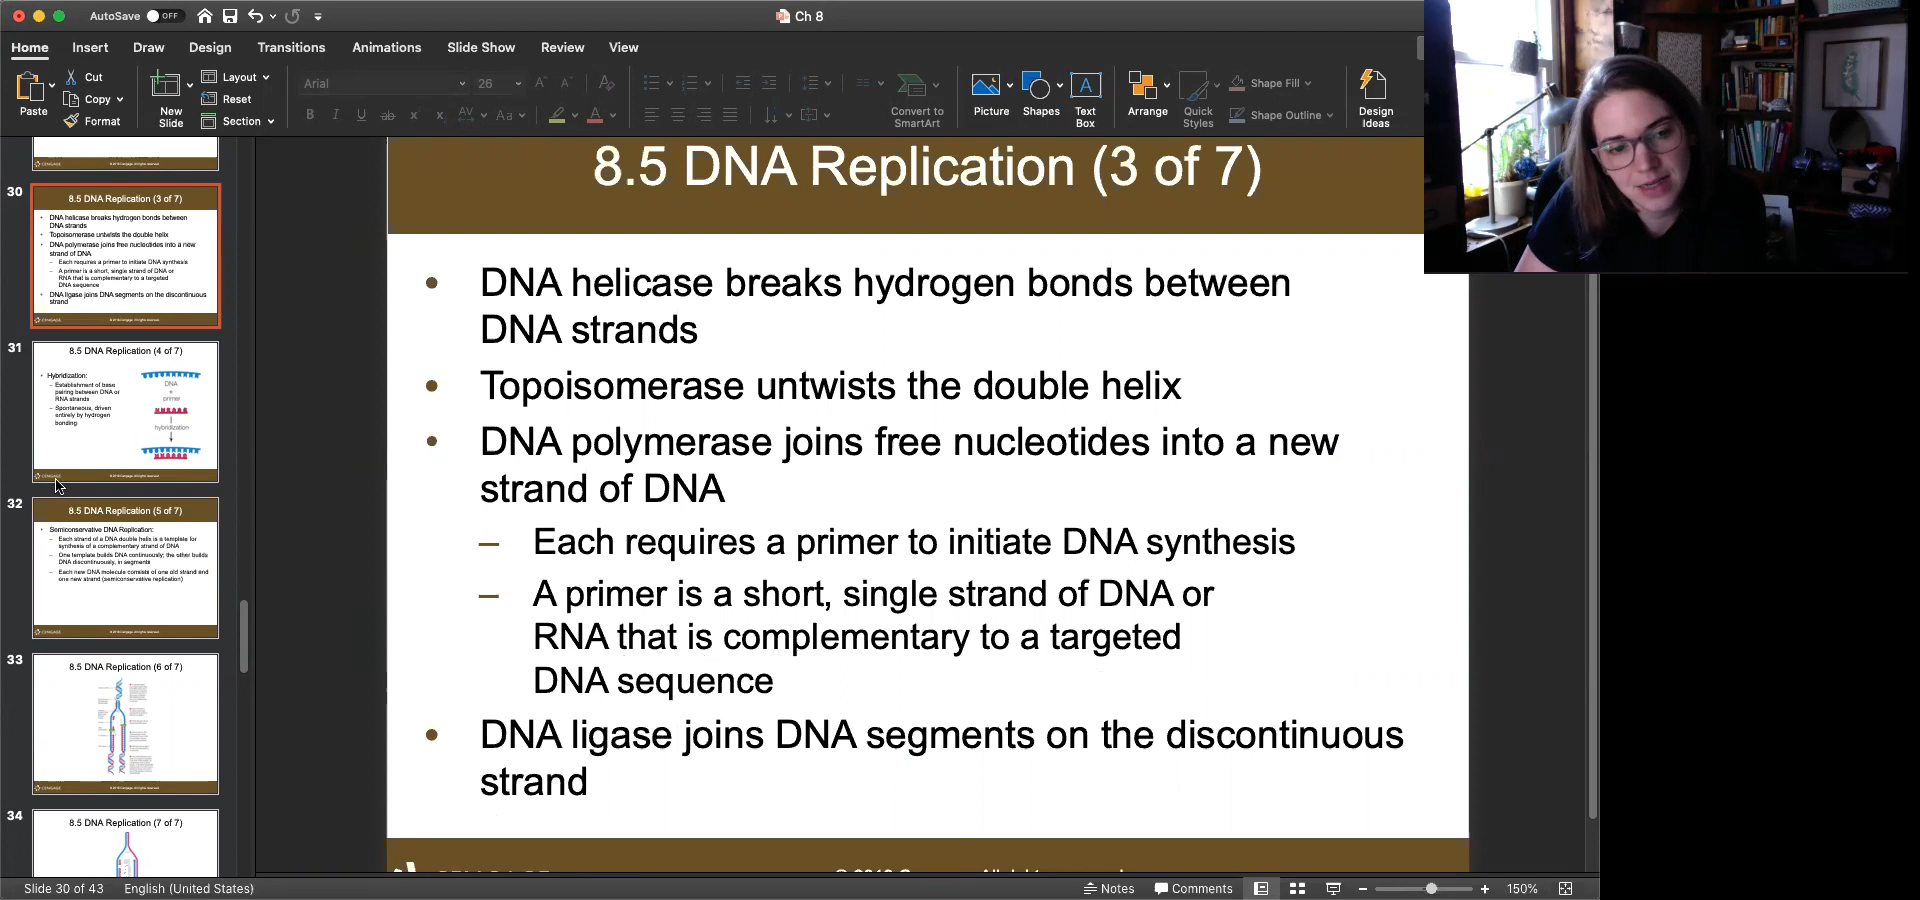 AutoSave OFF
Ch 8
Home Insert Draw Design Transitions Animations Slide Show Review View
Paste
Cut
Copy
Format
New
Slide
Layout
Reset
Section
Arial 26
B I U ab x x AV Aa A
Convert to
SmartArt
Picture
Shapes
Text
Box
Arrange
Quick
Styles
Shape Fill
Shape Outline
Design
Ideas
30
8.5 DNA Replication (3 of 7)
DNA helicase breaks hydrogen bonds between
DNA strands
Topoisomerase untwists the double helix
DNA polymerase joins free nucleotides into a new
strand of DNA
– Each requires a primer to initiate DNA synthesis
– A primer is a short, single strand of DNA or
RNA that is complementary to a targeted
DNA sequence
DNA ligase joins DNA segments on the discontinuous
strand
31
8.5 DNA Replication (4 of 7)
• Hybridization:
– Establishment of base
pairing between DNA or
RNA strands
– Spontaneous, driven
entirely by hydrogen
bonding
DNA
+
primer
hybridization
32
8.5 DNA Replication (5 of 7)
• Semiconservative DNA Replication:
– Each strand of a DNA double helix is a template for
synthesis of a complementary strand of DNA
– One template builds DNA continuously; the other builds
DNA discontinuously, in segments
– Each new DNA molecule consists of one old strand and
one new strand (semiconservative replication)
33
8.5 DNA Replication (6 of 7)
34
8.5 DNA Replication (7 of 7)
8.5 DNA Replication (3 of 7)
• DNA helicase breaks hydrogen bonds between
DNA strands
• Topoisomerase untwists the double helix
• DNA polymerase joins free nucleotides into a new
strand of DNA
– Each requires a primer to initiate DNA synthesis
– A primer is a short, single strand of DNA or
RNA that is complementary to a targeted
DNA sequence
• DNA ligase joins DNA segments on the discontinuous
strand
Slide 30 of 43 English (United States) Notes Comments 150%